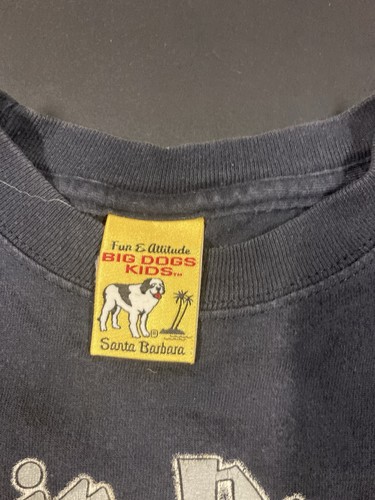 Fun & Attitude
BIG DOGS
KIDS™
Santa Barbara